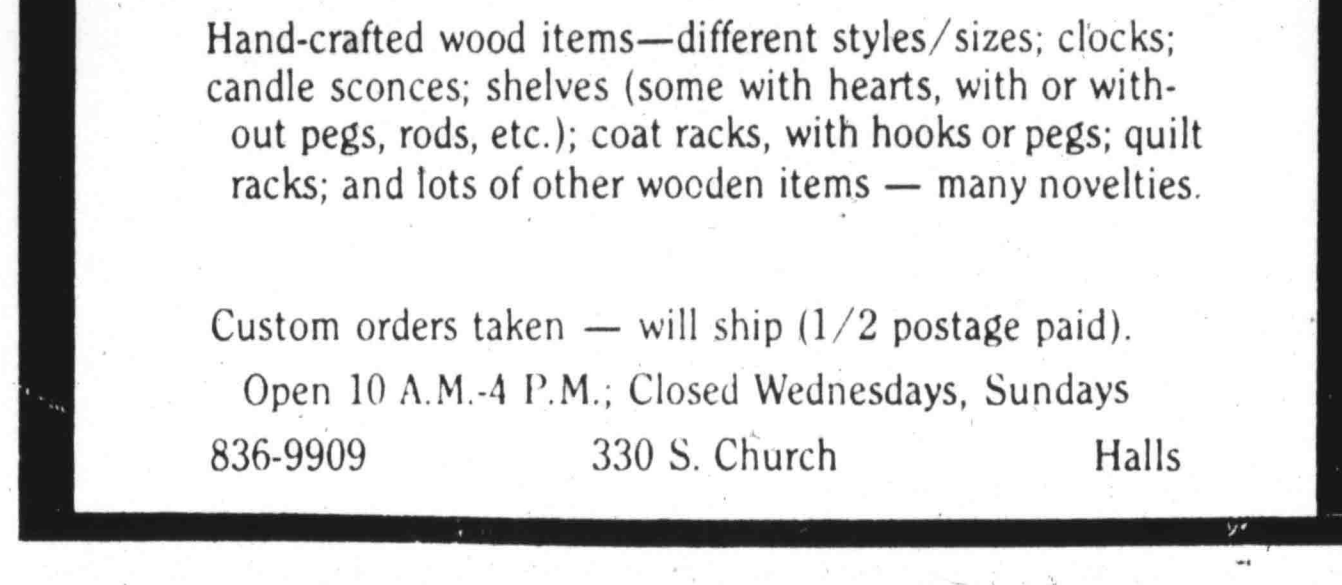 Hand-crafted wood items—different styles/sizes; clocks;
candle sconces; shelves (some with hearts, with or with-
out pegs, rods, etc.); coat racks, with hooks or pegs; quilt
racks; and lots of other wooden items — many novelties.
Custom orders taken — will ship (1/2 postage paid).
Open 10 A.M.-4 P.M.; Closed Wednesdays, Sundays
836-9909 330 S. Church Halls